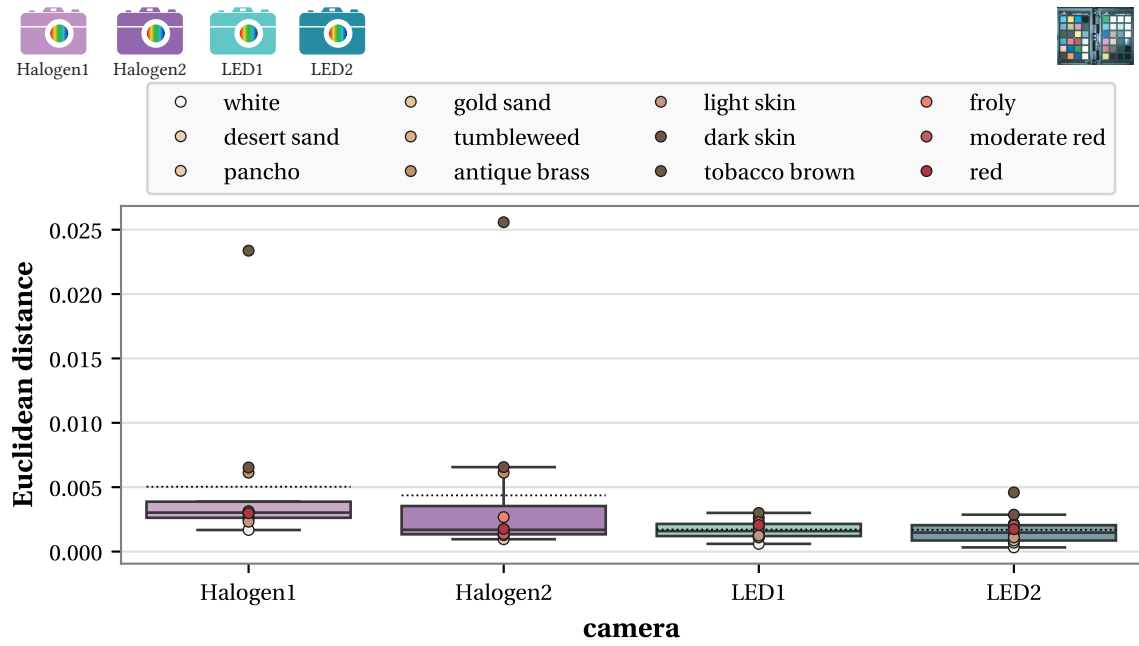 Halogen1 Halogen2 LED1 LED2
white gold sand light skin froly
desert sand tumbleweed dark skin moderate red
pancho antique brass tobacco brown red
0.025
0.020
0.015
0.010
0.005
0.000
Euclidean distance
Halogen1 Halogen2 LED1 LED2
camera